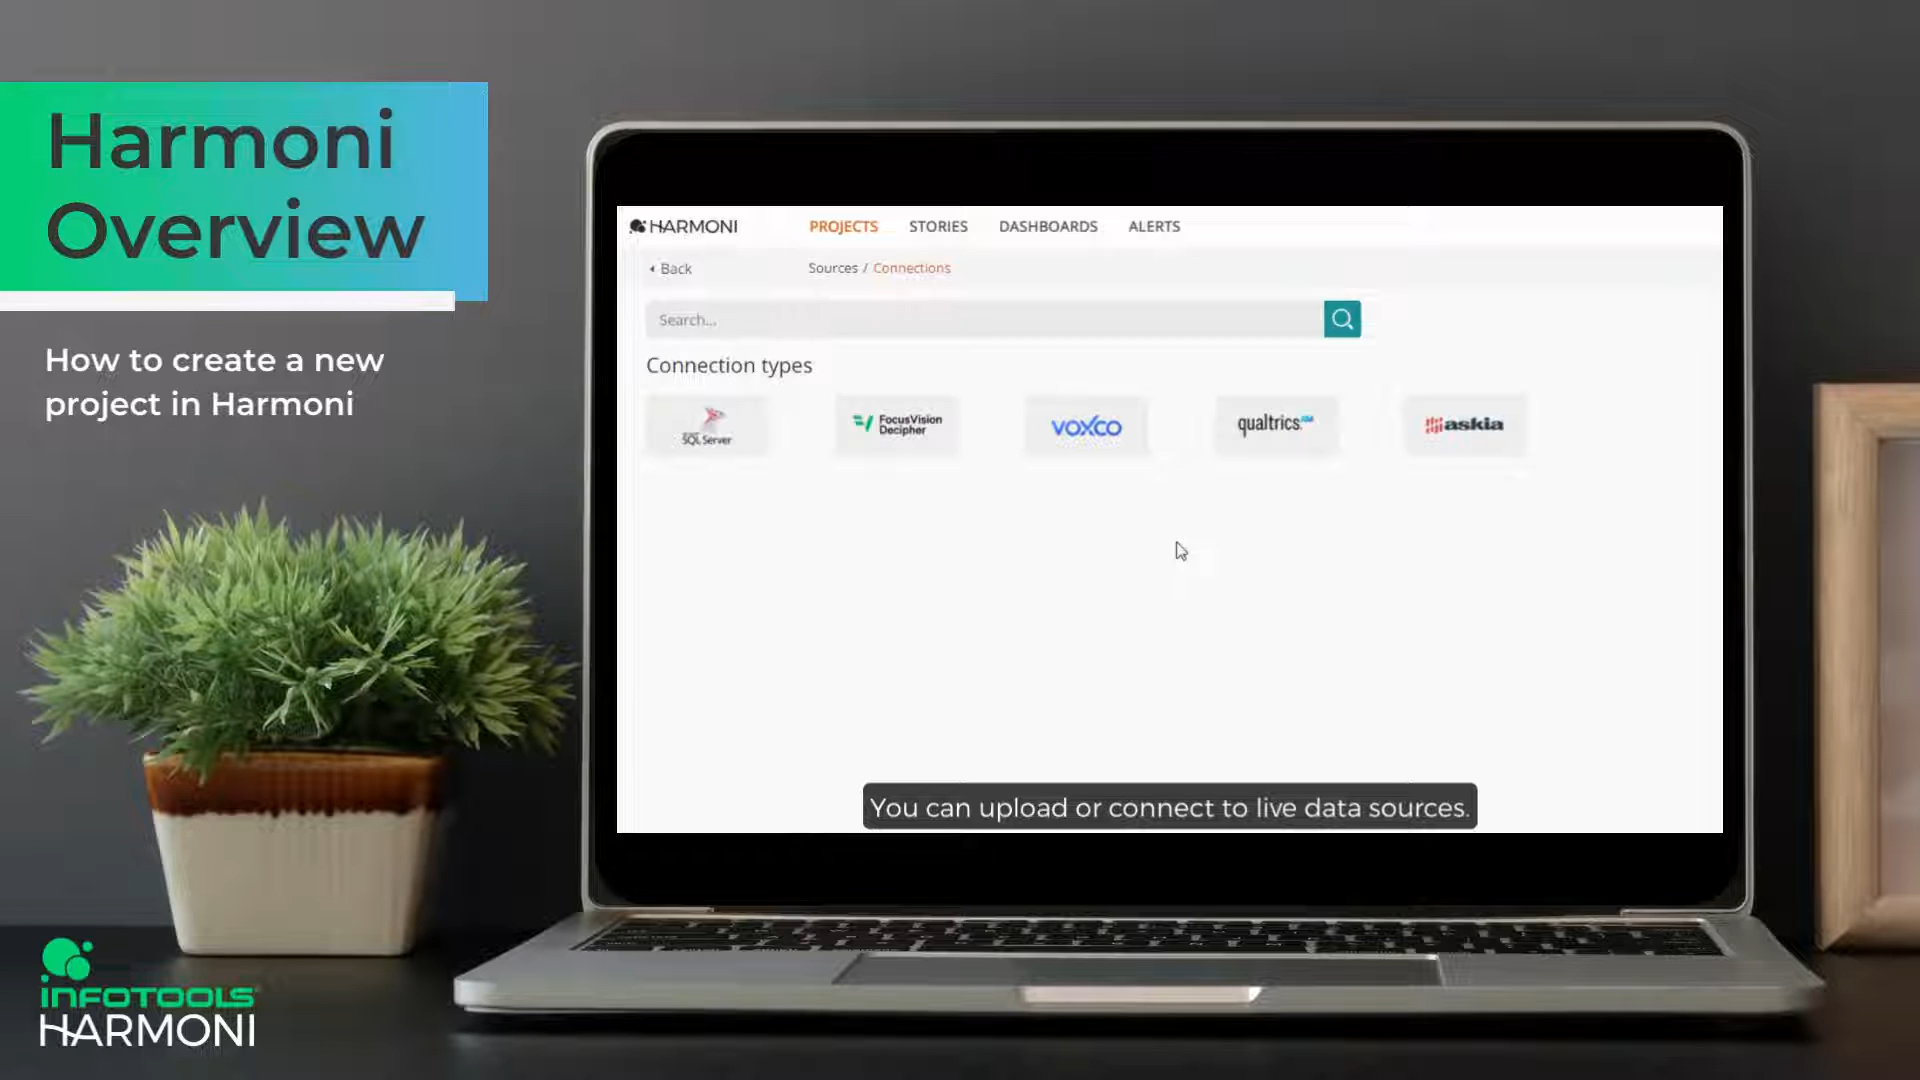 Harmoni
Overview
How to create a new
project in Harmoni
HARMONI
PROJECTS
STORIES
DASHBOARDS
ALERTS
Back
Sources / Connections
Search...
Connection types
SQL Server
FocusVision
Decipher
voxco
qualtrics.XM
askia
You can upload or connect to live data sources.
INFOTOOLS
HARMONI